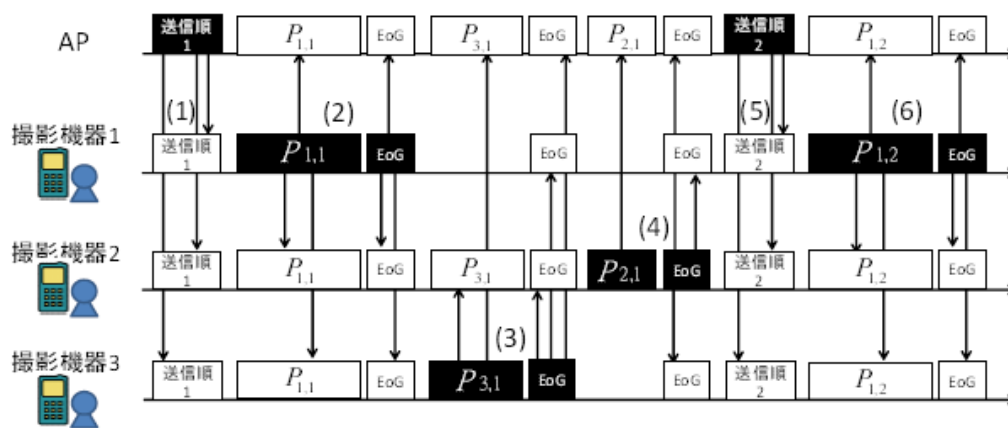 AP
送信順 1
P1,1
EoG
P3,1
EoG
P2,1
EoG
送信順 2
P1,2
EoG
(1)
(2)
(5)
(6)
撮影機器1
送信順 1
P1,1
EoG
EoG
EoG
送信順 2
P1,2
EoG
(4)
撮影機器2
送信順 1
P1,1
EoG
P3,1
EoG
P2,1
EoG
送信順 2
P1,2
EoG
(3)
撮影機器3
送信順 1
P1,1
EoG
P3,1
EoG
EoG
送信順 2
P1,2
EoG